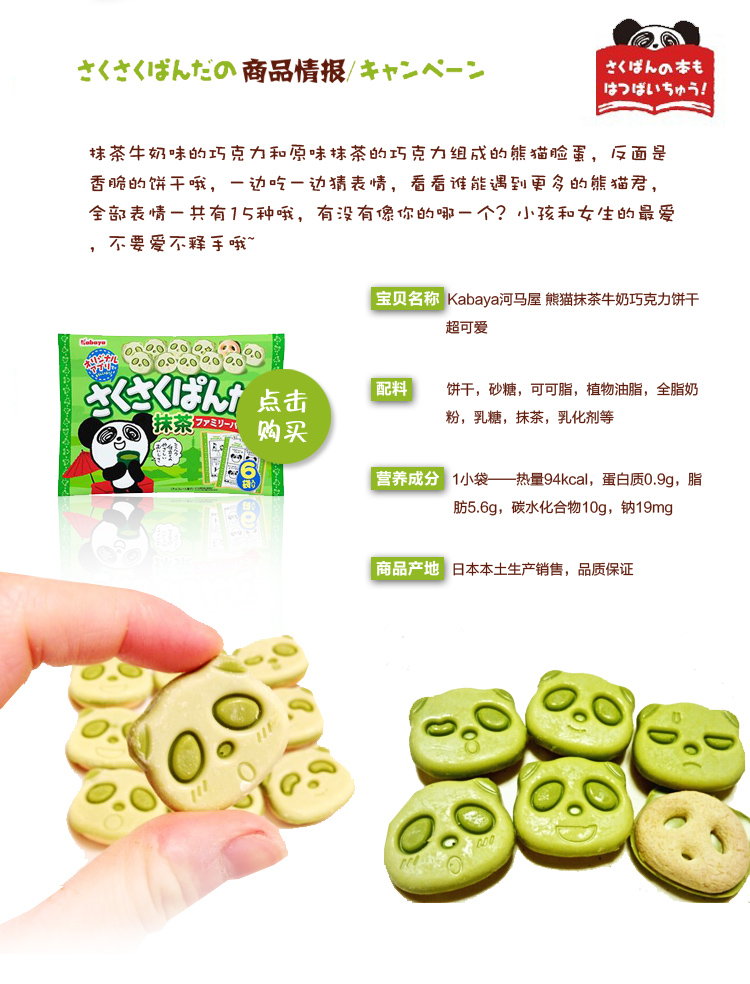 さくさくぱんだの 商品情报/キャンペーン
さくぱんの本も
はつばいちゅう!
抹茶牛奶味的巧克力和原味抹茶的巧克力组成的熊猫脸蛋，反面是
香脆的饼干哦，一边吃一边猜表情，看看谁能遇到更多的熊猫君，
全部表情一共有15种哦，有没有像你的哪一个？小孩和女生的最爱
，不要爱不释手哦~
宝贝名称 Kabaya河马屋 熊猫抹茶牛奶巧克力饼干
超可爱
配料 饼干，砂糖，可可脂，植物油脂，全脂奶
粉，乳糖，抹茶，乳化剂等
营养成分 1小袋——热量94kcal，蛋白质0.9g，脂
肪5.6g，碳水化合物10g，钠19mg
商品产地 日本本土生产销售，品质保证
Kabaya
オリジナル
アプリ
さくさくぱんだ
抹茶
ファミリーパ
6
袋入り
点击
购买